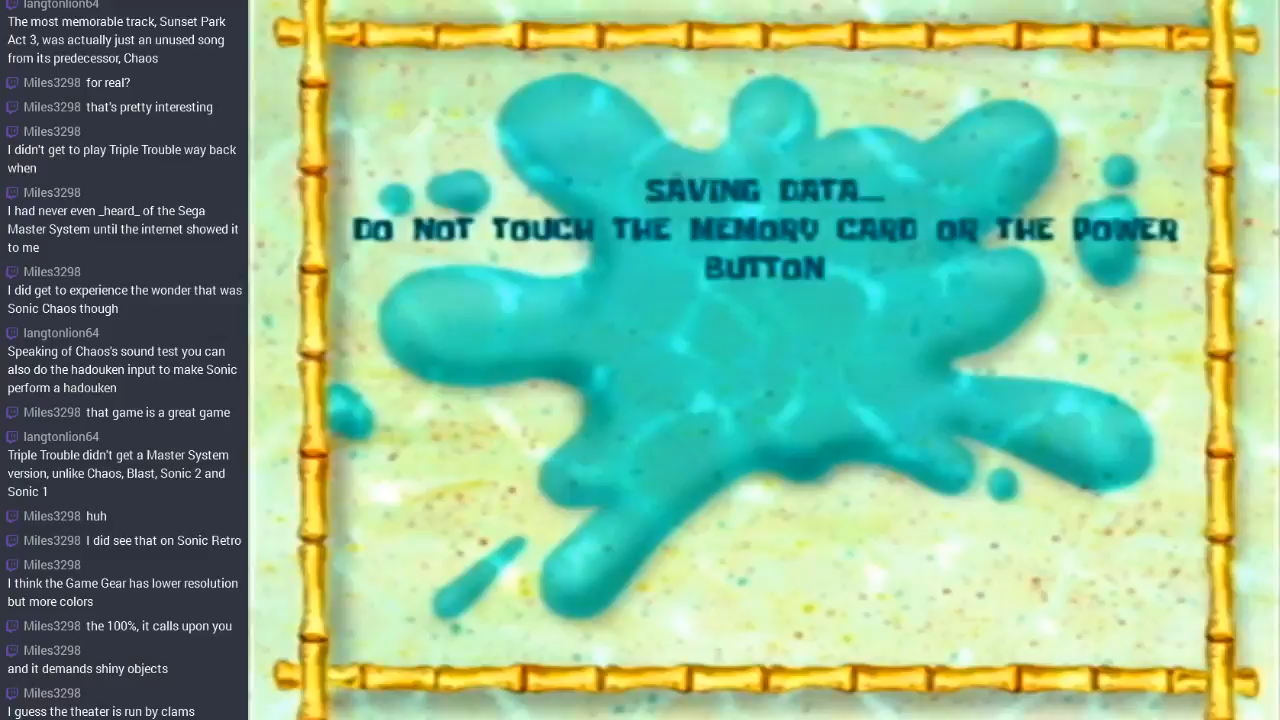 langtonlion64
The most memorable track, Sunset Park
Act 3, was actually just an unused song
from its predecessor, Chaos
Miles3298 for real?
Miles3298 that's pretty interesting
Miles3298
I didn't get to play Triple Trouble way back
when
Miles3298
I had never even _heard_ of the Sega
Master System until the internet showed it
to me
Miles3298
I did get to experience the wonder that was
Sonic Chaos though
langtonlion64
Speaking of Chaos's sound test you can
also do the hadouken input to make Sonic
perform a hadouken
Miles3298 that game is a great game
langtonlion64
Triple Trouble didn't get a Master System
version, unlike Chaos, Blast, Sonic 2 and
Sonic 1
Miles3298 huh
Miles3298 I did see that on Sonic Retro
Miles3298
I think the Game Gear has lower resolution
but more colors
Miles3298 the 100%, it calls upon you
Miles3298
and it demands shiny objects
Miles3298
I guess the theater is run by clams
SAVING DATA...
DO NOT TOUCH THE MEMORY CARD OR THE POWER
BUTTON